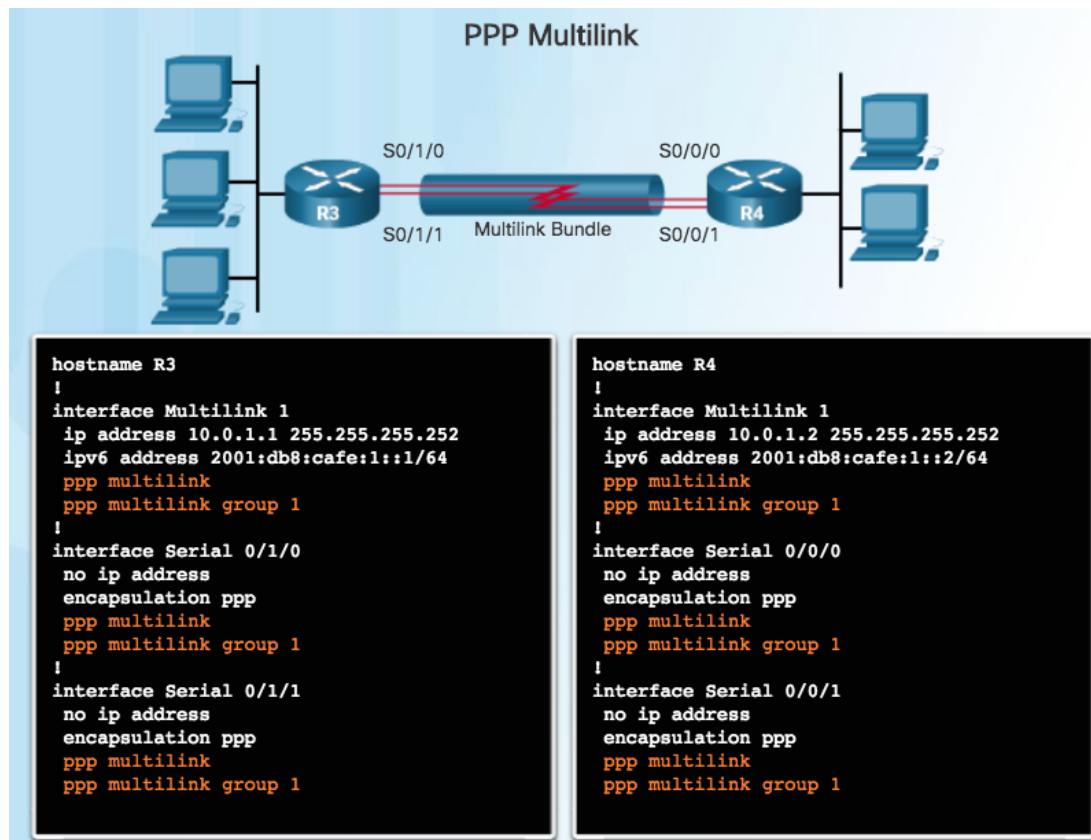 PPP Multilink
S0/1/0
S0/0/0
R3
R4
S0/1/1
Multilink Bundle
S0/0/1
hostname R3
!
interface Multilink 1
ip address 10.0.1.1 255.255.255.252
ipv6 address 2001:db8:cafe:1::1/64
ppp multilink
ppp multilink group 1
!
interface Serial 0/1/0
no ip address
encapsulation ppp
ppp multilink
ppp multilink group 1
!
interface Serial 0/1/1
no ip address
encapsulation ppp
ppp multilink
ppp multilink group 1
hostname R4
!
interface Multilink 1
ip address 10.0.1.2 255.255.255.252
ipv6 address 2001:db8:cafe:1::2/64
ppp multilink
ppp multilink group 1
!
interface Serial 0/0/0
no ip address
encapsulation ppp
ppp multilink
ppp multilink group 1
!
interface Serial 0/0/1
no ip address
encapsulation ppp
ppp multilink
ppp multilink group 1